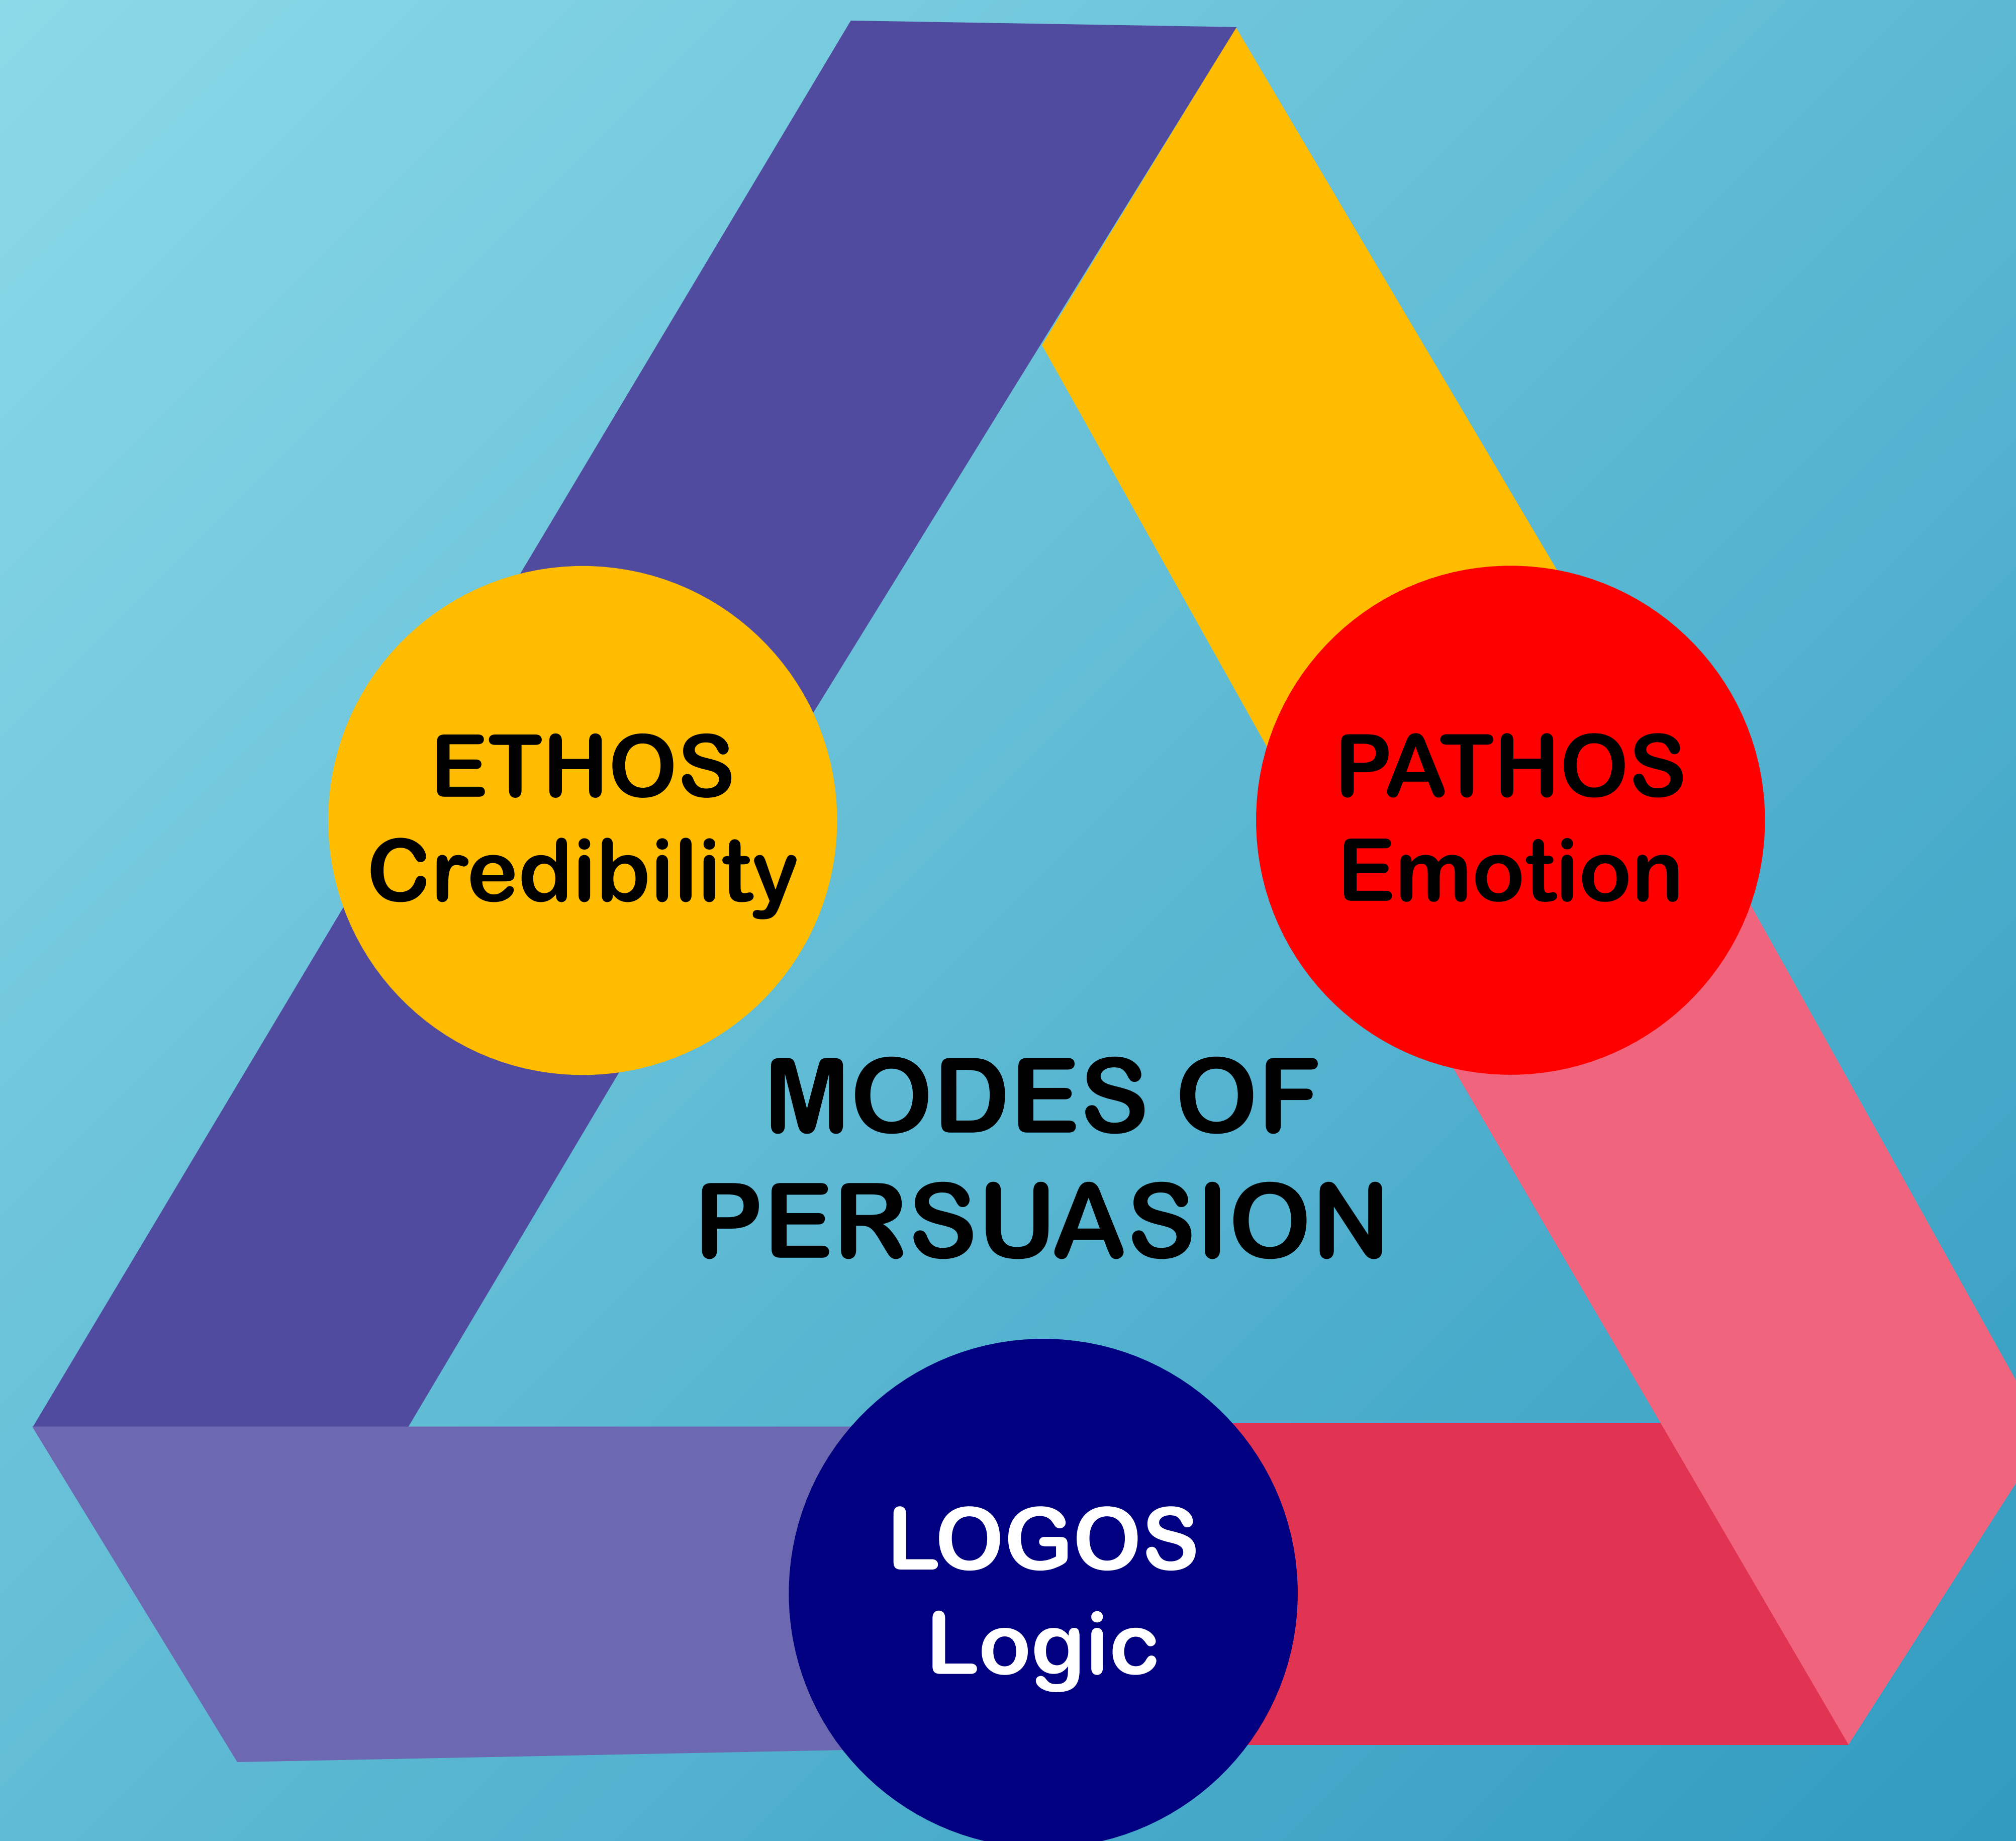 ETHOS
Credibility
PATHOS
Emotion
MODES OF
PERSUASION
LOGOS
Logic